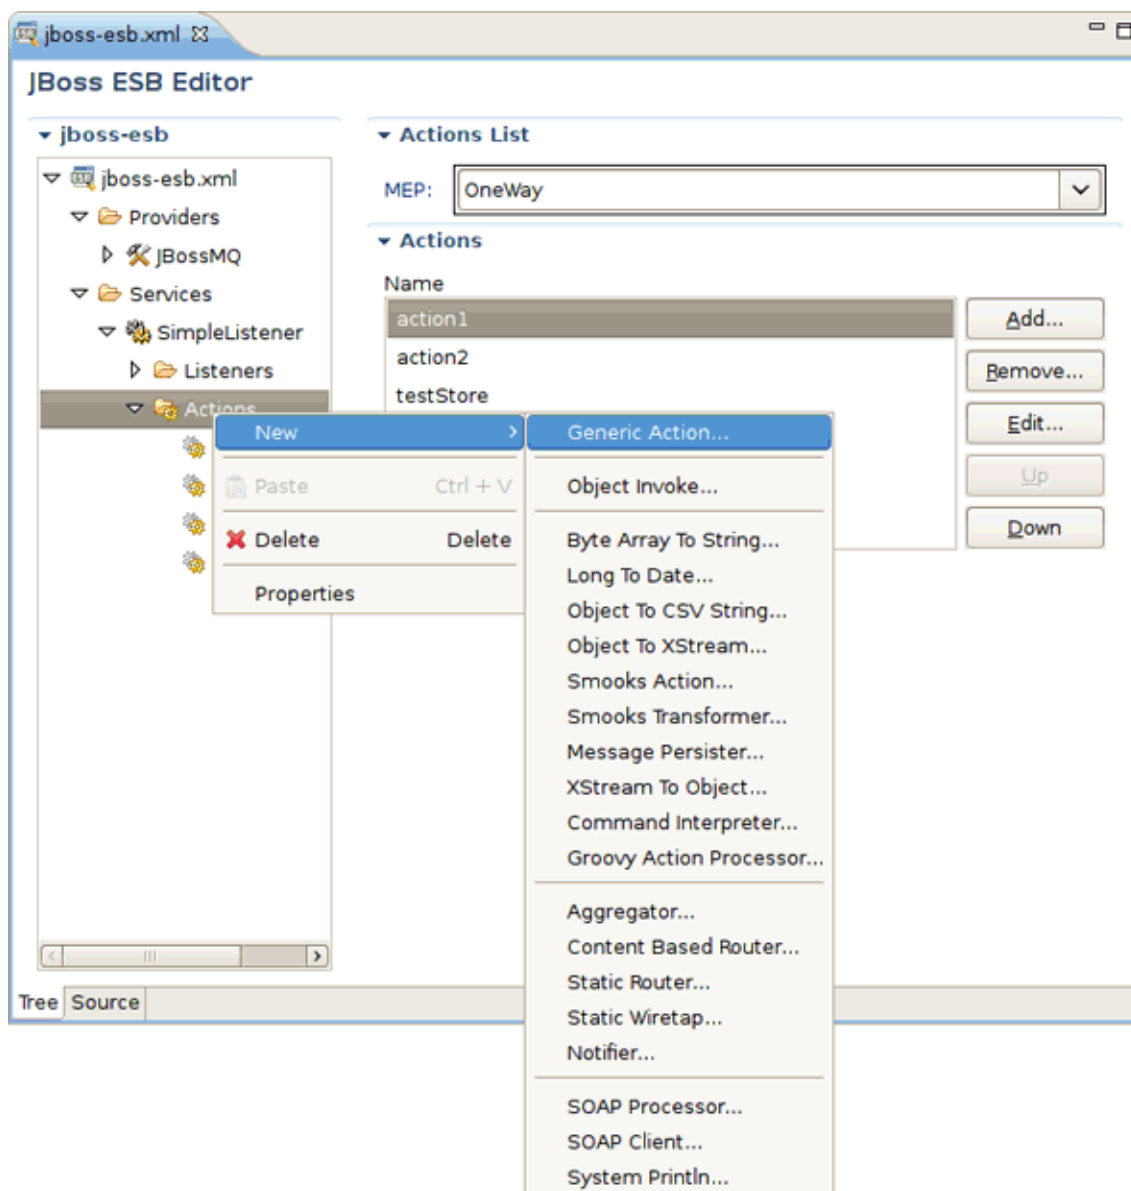 jboss-esb.xml
JBoss ESB Editor
jboss-esb
jboss-esb.xml
Providers
JBossMQ
Services
SimpleListener
Listeners
Actions
Actions List
MEP: OneWay
Actions
Name
action1
action2
testStore
Add...
Remove...
Edit...
Up
Down
New
Paste Ctrl + V
Delete Delete
Properties
Generic Action...
Object Invoke...
Byte Array To String...
Long To Date...
Object To CSV String...
Object To XStream...
Smooks Action...
Smooks Transformer...
Message Persister...
XStream To Object...
Command Interpreter...
Groovy Action Processor...
Aggregator...
Content Based Router...
Static Router...
Static Wiretap...
Notifier...
SOAP Processor...
SOAP Client...
System Println...
Tree Source